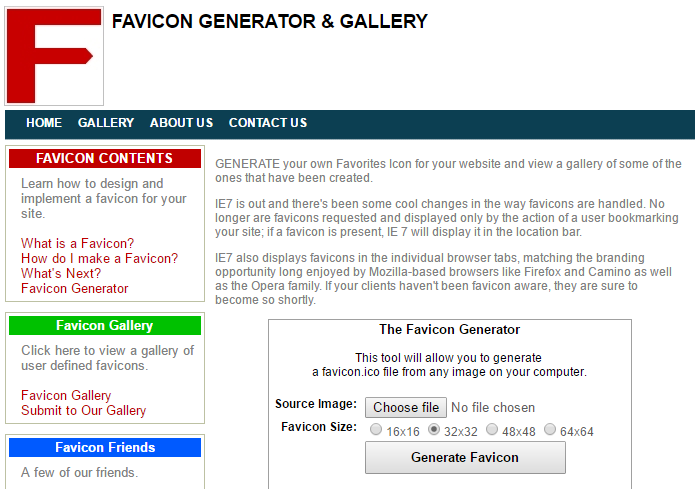 F
FAVICON GENERATOR & GALLERY
HOME GALLERY ABOUT US CONTACT US
FAVICON CONTENTS
Learn how to design and
implement a favicon for your
site.
What is a Favicon?
How do I make a Favicon?
What's Next?
Favicon Generator
Favicon Gallery
Click here to view a gallery of
user defined favicons.
Favicon Gallery
Submit to Our Gallery
Favicon Friends
A few of our friends.
GENERATE your own Favorites Icon for your website and view a gallery of some of the
ones that have been created.
IE7 is out and there's been some cool changes in the way favicons are handled. No
longer are favicons requested and displayed only by the action of a user bookmarking
your site; if a favicon is present, IE 7 will display it in the location bar.
IE7 also displays favicons in the individual browser tabs, matching the branding
opportunity long enjoyed by Mozilla-based browsers like Firefox and Camino as well
as the Opera family. If your clients haven't been favicon aware, they are sure to
become so shortly.
The Favicon Generator
This tool will allow you to generate
a favicon.ico file from any image on your computer.
Source Image: Choose file No file chosen
Favicon Size: 16x16 32x32 48x48 64x64
Generate Favicon